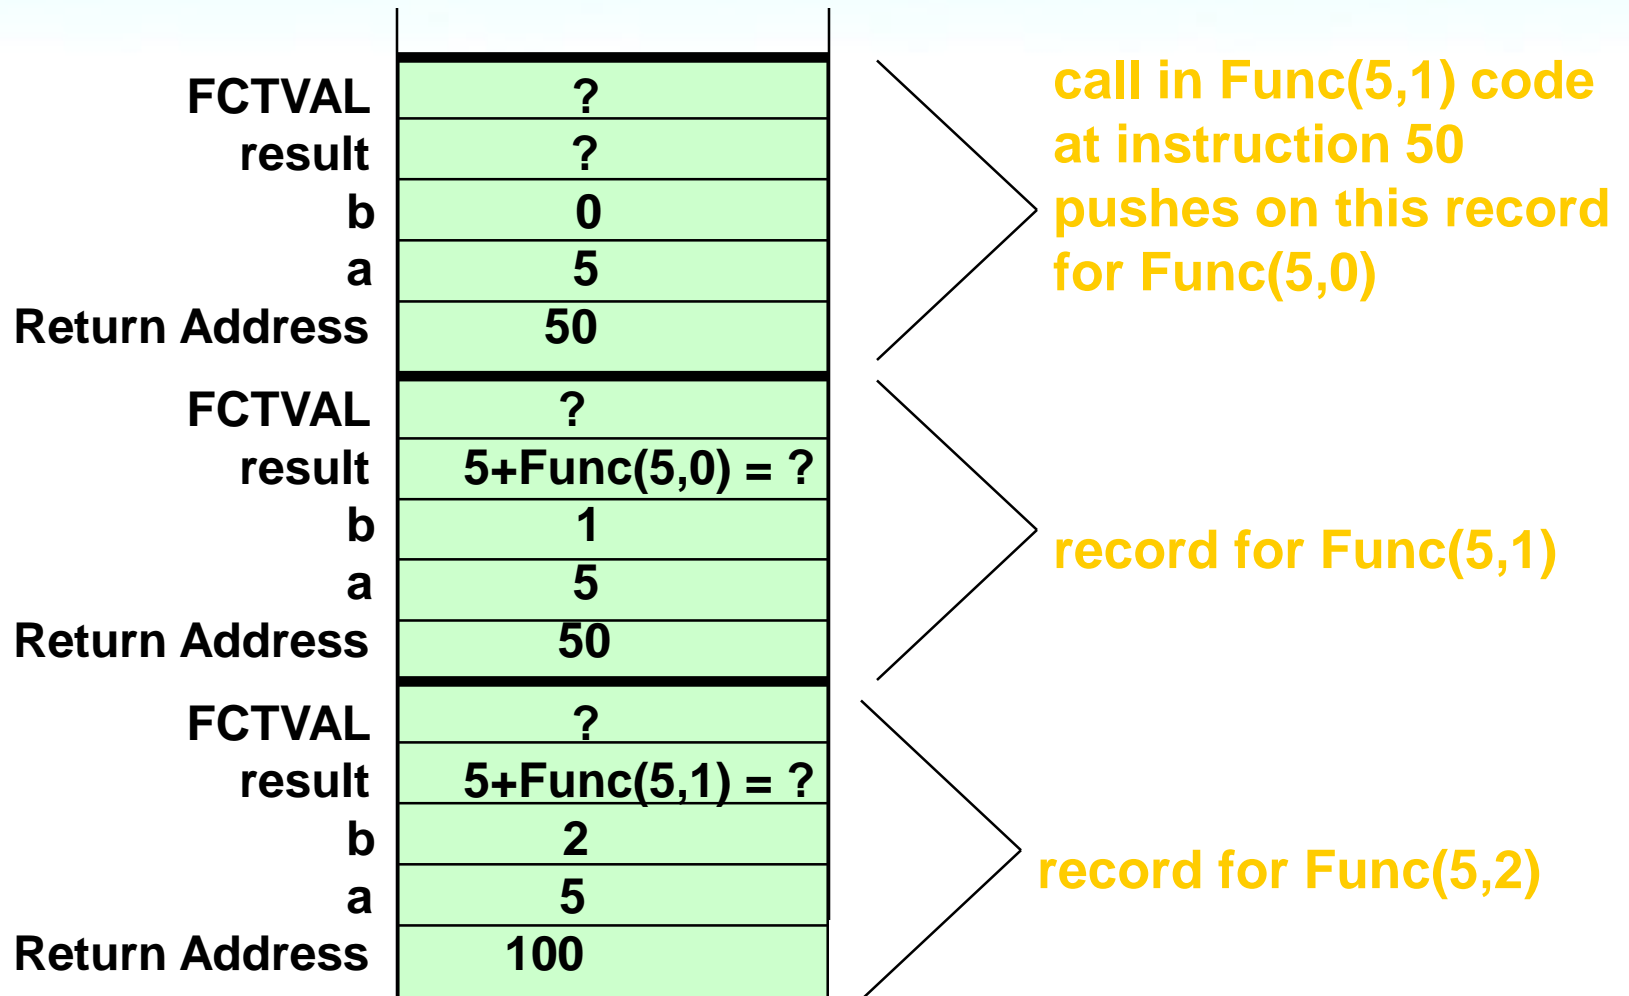 FCTVAL ?
result ?
b 0
a 5
Return Address 50
call in Func(5,1) code
at instruction 50
pushes on this record
for Func(5,0)
FCTVAL ?
result 5+Func(5,0) = ?
b 1
a 5
Return Address 50
record for Func(5,1)
FCTVAL ?
result 5+Func(5,1) = ?
b 2
a 5
Return Address 100
record for Func(5,2)